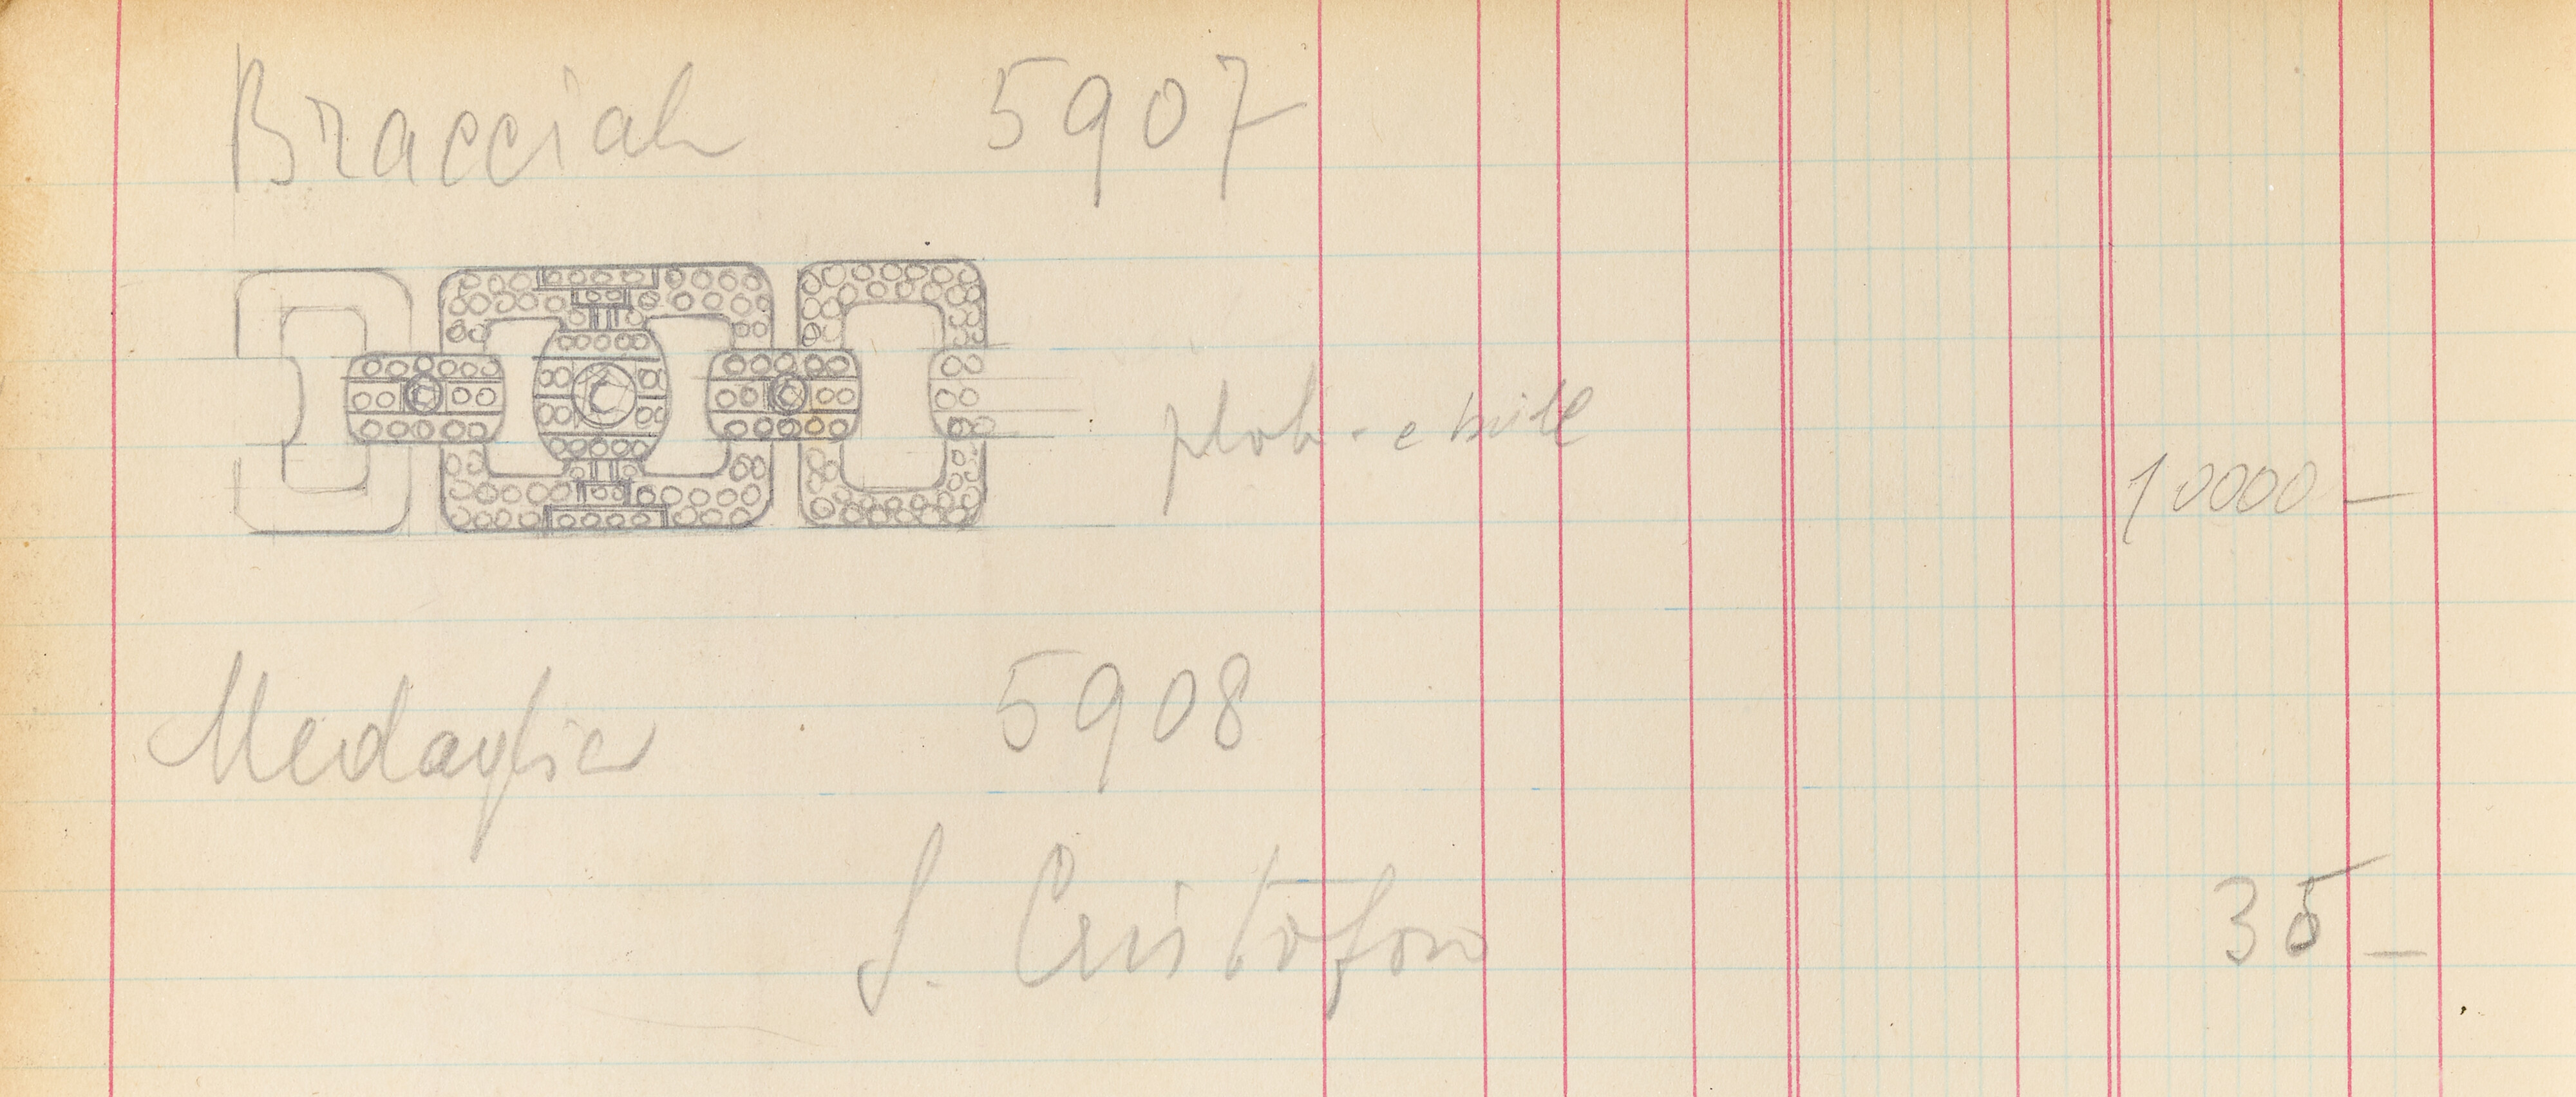 Bracciale 5907
plat. e brill
10000 —
Medaglia 5908
S. Cristoforo
35 —